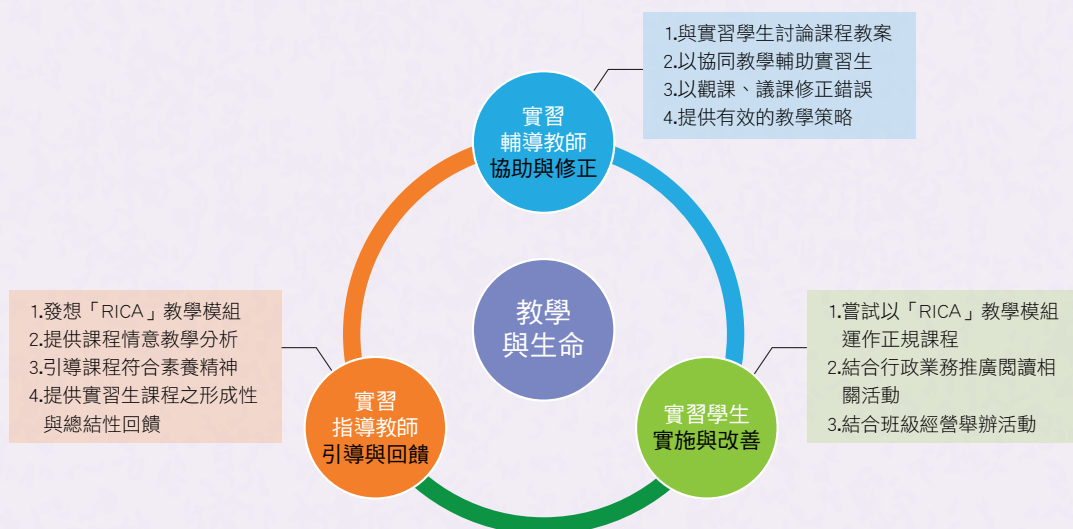 1.與實習學生討論課程教案
2.以協同教學輔助實習生
3.以觀課、議課修正錯誤
4.提供有效的教學策略
實習
輔導教師
協助與修正
教學
與生命
1.發想「RICA」教學模組
2.提供課程情意教學分析
3.引導課程符合素養精神
4.提供實習生課程之形成性
與總結性回饋
實習
指導教師
引導與回饋
實習學生
實施與改善
1.嘗試以「RICA」教學模組
運作正規課程
2.結合行政業務推廣閱讀相
關活動
3.結合班級經營舉辦活動